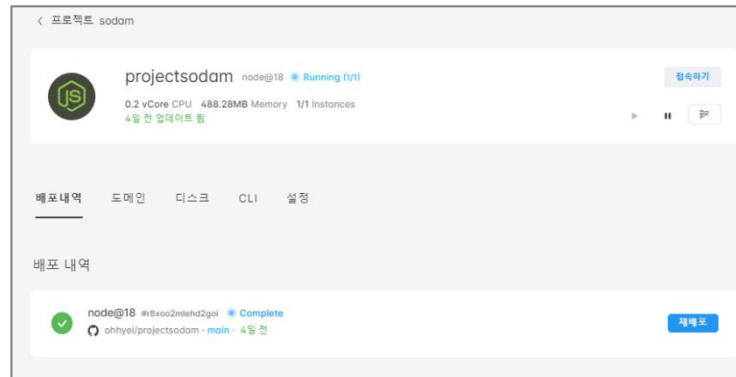 < 프로젝트 sodam
projectsodam node@18 Running (1/1)
접속하기
0.2 vCore CPU 488.28MB Memory 1/1 Instances
4일 전 업데이트 됨
배포내역 도메인 디스크 CLI 설정
배포 내역
node@18 #r8xoo2mlehd2goi Complete
ohhyei/projectsodam · main · 4일 전
재배포